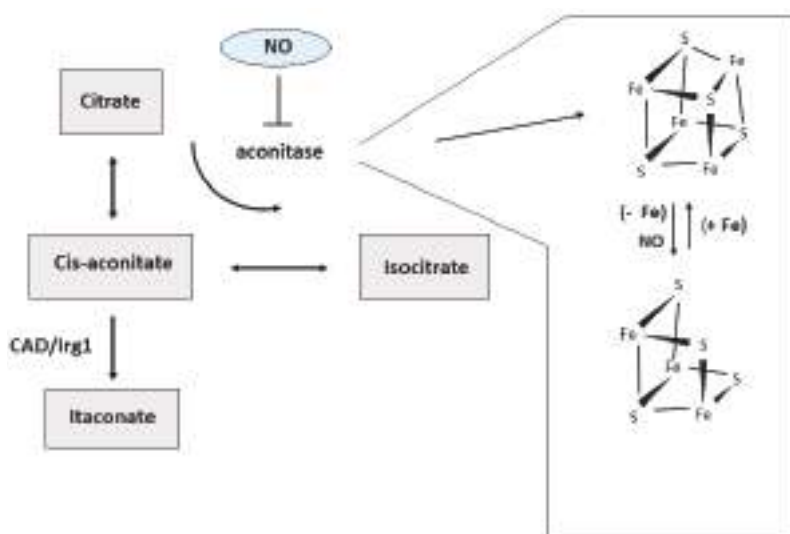 NO
Citrate
aconitase
Cis-aconitate
Isocitrate
CAD/Irg1
Itaconate
S
Fe
Fe
S
Fe
S
S
Fe
(- Fe)
(+ Fe)
NO
S
Fe
S
Fe
S
S
Fe